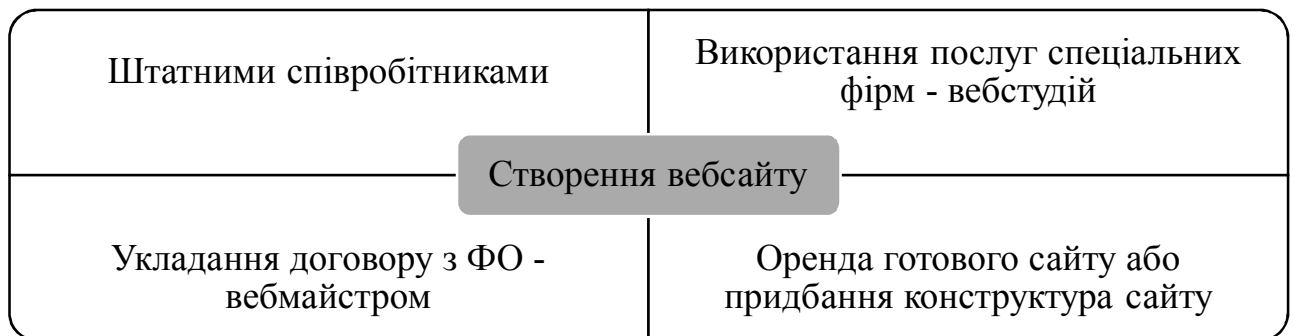 Штатними співробітниками
Використання послуг спеціальних
фірм - вебстудій
Створення вебсайту
Укладання договору з ФО -
вебмайстром
Оренда готового сайту або
придбання конструктура сайту